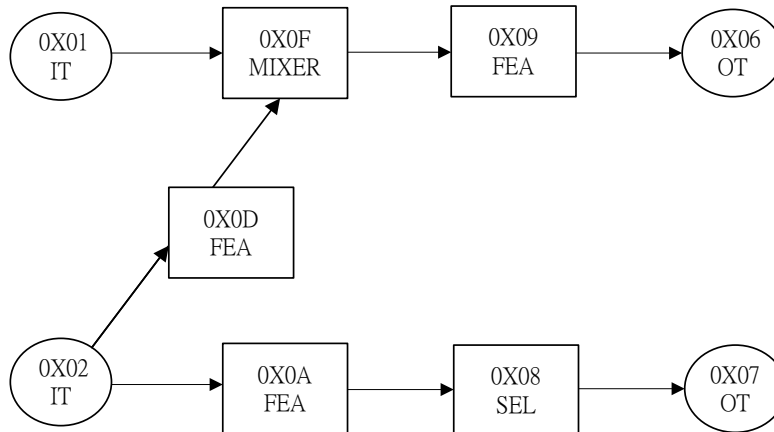 0X01
IT
0X0F
MIXER
0X09
FEA
0X06
OT
0X0D
FEA
0X02
IT
0X0A
FEA
0X08
SEL
0X07
OT